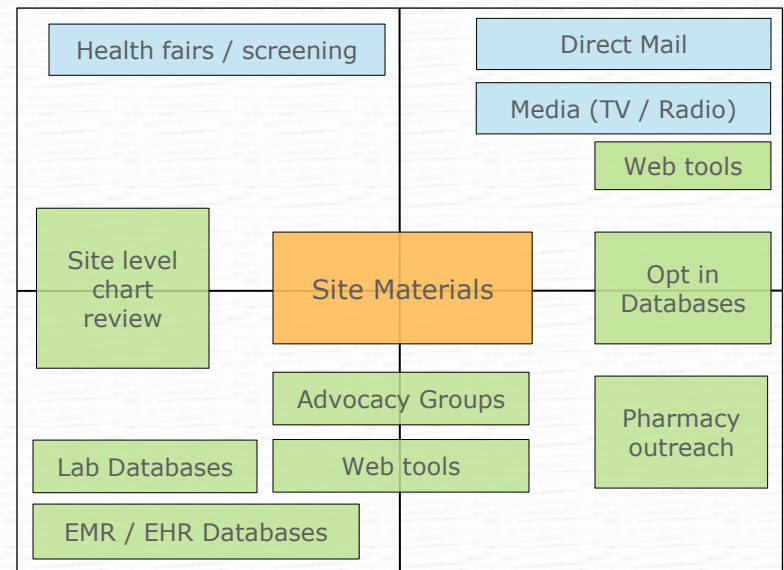 Health fairs / screening
Direct Mail
Media (TV / Radio)
Web tools
Site level
chart
review
Site Materials
Opt in
Databases
Advocacy Groups
Pharmacy
outreach
Lab Databases
Web tools
EMR / EHR Databases